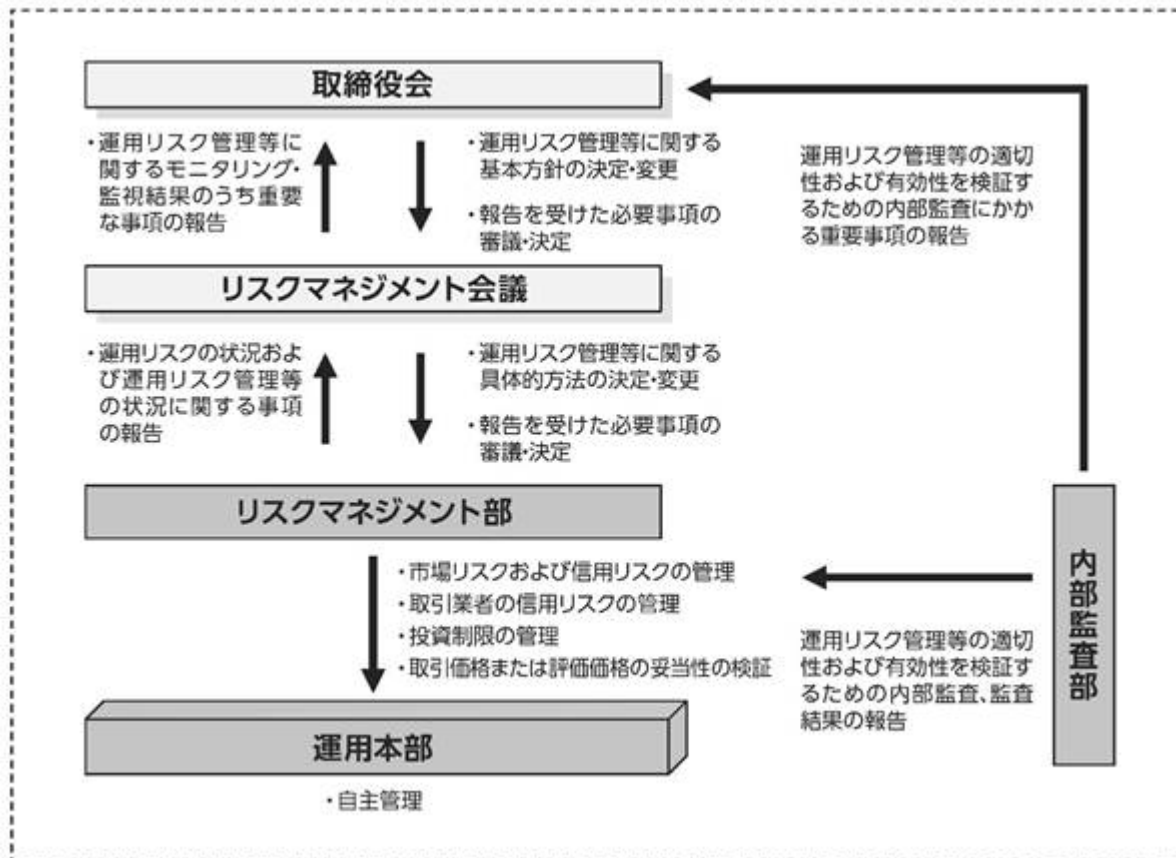 取締役会
・運用リスク管理等に
関するモニタリング・
監視結果のうち重要
な事項の報告
・運用リスク管理等に関する
基本方針の決定・変更
・報告を受けた必要事項の
審議・決定
運用リスク管理等の適切
性および有効性を検証す
るための内部監査にかか
る重要事項の報告
リスクマネジメント会議
・運用リスクの状況およ
び運用リスク管理等
の状況に関する事項
の報告
・運用リスク管理等に関する
具体的方法の決定・変更
・報告を受けた必要事項の
審議・決定
リスクマネジメント部
・市場リスクおよび信用リスクの管理
・取引業者の信用リスクの管理
・投資制限の管理
・取引価格または評価価格の妥当性の検証
運用リスク管理等の適切
性および有効性を検証す
るための内部監査、監査
結果の報告
内部監査部
運用本部
・自主管理